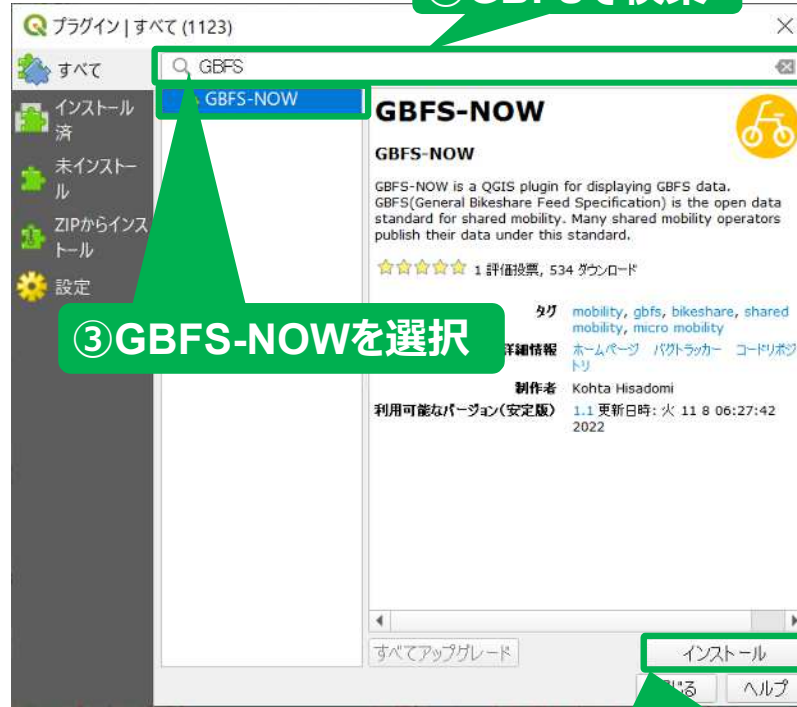 プラグイン | すべて (1123)
すべて
GBFS
インストール
済
未インストー
ル
ZIPからインス
トール
設定
GBFS-NOW
GBFS-NOW
GBFS-NOW
GBFS-NOW is a QGIS plugin for displaying GBFS data.
GBFS(General Bikeshare Feed Specification) is the open data
standard for shared mobility. Many shared mobility operators
publish their data under this standard.
1 評価投票, 534 ダウンロード
タグ mobility, gbfs, bikeshare, shared
mobility, micro mobility
③GBFS-NOWを選択
詳細情報 ホームページ バグトラッカー コードリポジ
トリ
制作者 Kohta Hisadomi
利用可能なバージョン(安定版) 1.1 更新日時: 火 11 8 06:27:42
2022
すべてアップグレード
インストール
ヘルプ